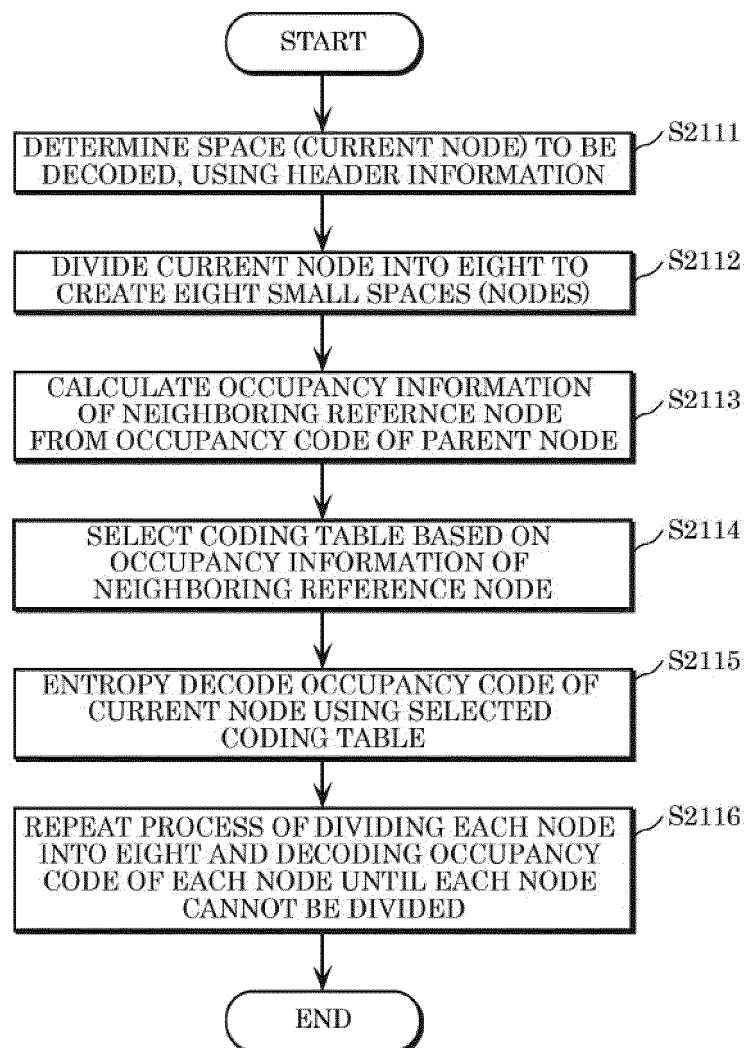 START
S2111
DETERMINE SPACE (CURRENT NODE) TO BE
DECODED, USING HEADER INFORMATION
S2112
DIVIDE CURRENT NODE INTO EIGHT TO
CREATE EIGHT SMALL SPACES (NODES)
S2113
CALCULATE OCCUPANCY INFORMATION
OF NEIGHBORING REFERNCE NODE
FROM OCCUPANCY CODE OF PARENT NODE
S2114
SELECT CODING TABLE BASED ON
OCCUPANCY INFORMATION OF
NEIGHBORING REFERENCE NODE
S2115
ENTROPY DECODE OCCUPANCY CODE OF
CURRENT NODE USING SELECTED
CODING TABLE
S2116
REPEAT PROCESS OF DIVIDING EACH NODE
INTO EIGHT AND DECODING OCCUPANCY
CODE OF EACH NODE UNTIL EACH NODE
CANNOT BE DIVIDED
END